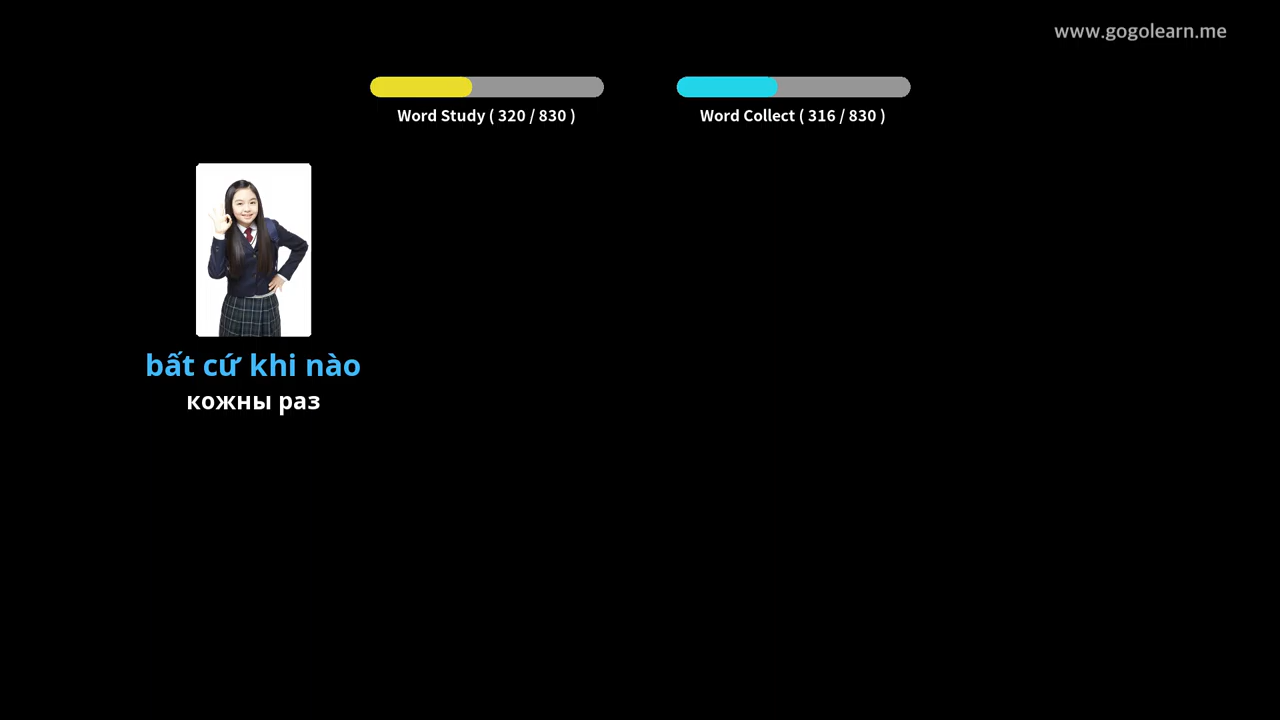 www.gogolearn.me
Word Study ( 320 / 830 )
Word Collect ( 316 / 830 )
bất cứ khi nào
кожны раз